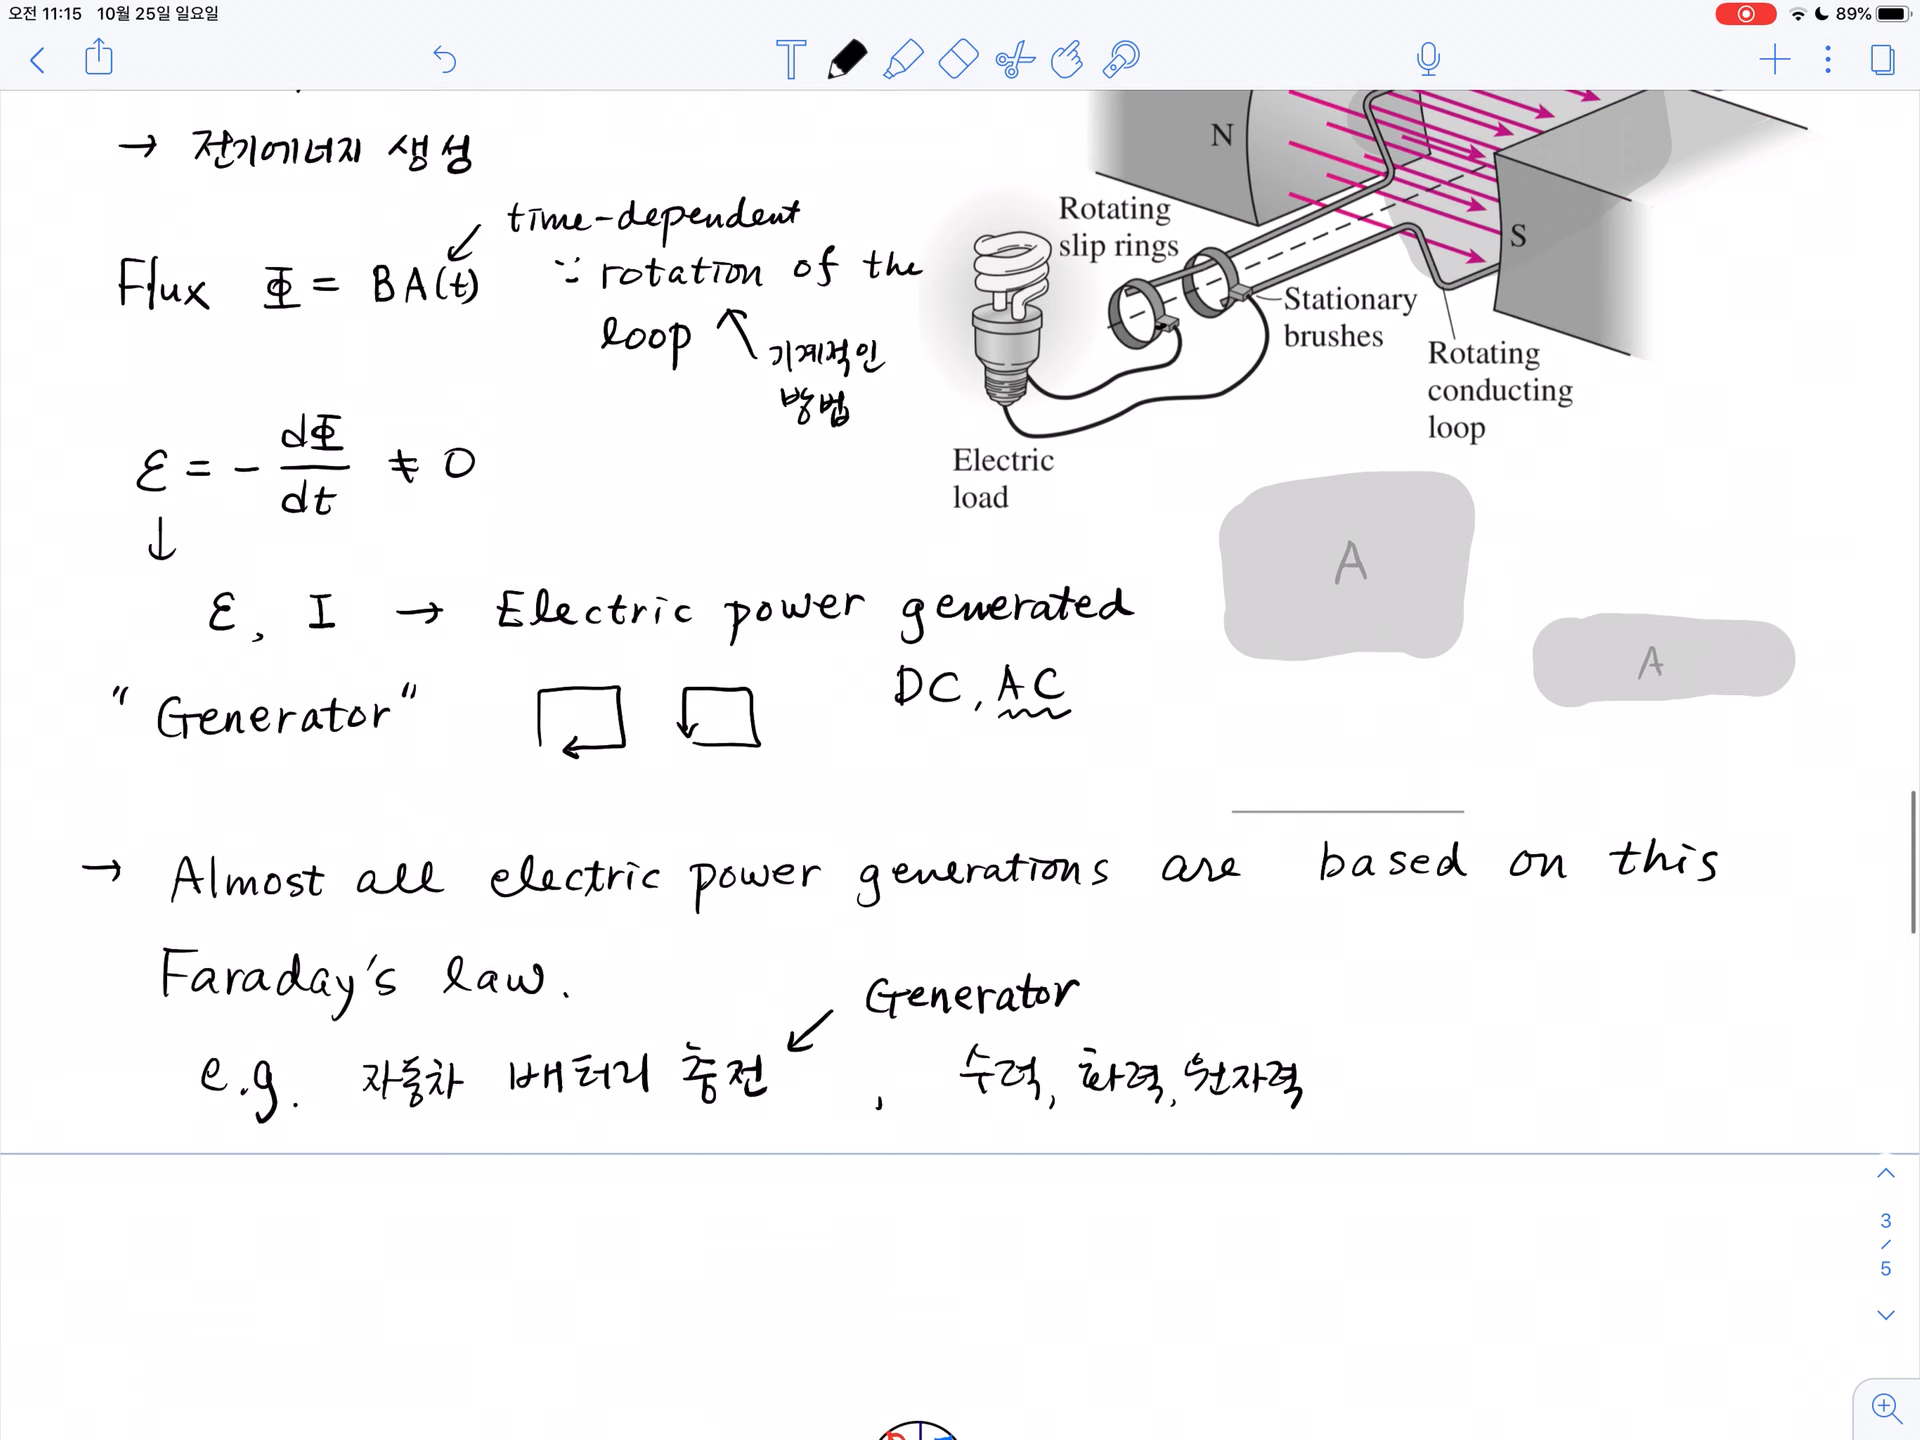 오전 11:15 10월 25일 일요일
89%
→ 전기에너지 생성
Flux Φ = BA(t)
time-dependent
∵ rotation of the
loop
기계적인
방법
ε = - dΦ/dt ≠ 0
↓
ε, I → Electric power generated
"Generator"
DC, AC
N
S
Rotating
slip rings
Stationary
brushes
Rotating
conducting
loop
Electric
load
A
A
→ Almost all electric power generations are based on this
Faraday's law.
Generator
e.g. 자동차 배터리 충전, 수력, 화력, 원자력
3
/
5